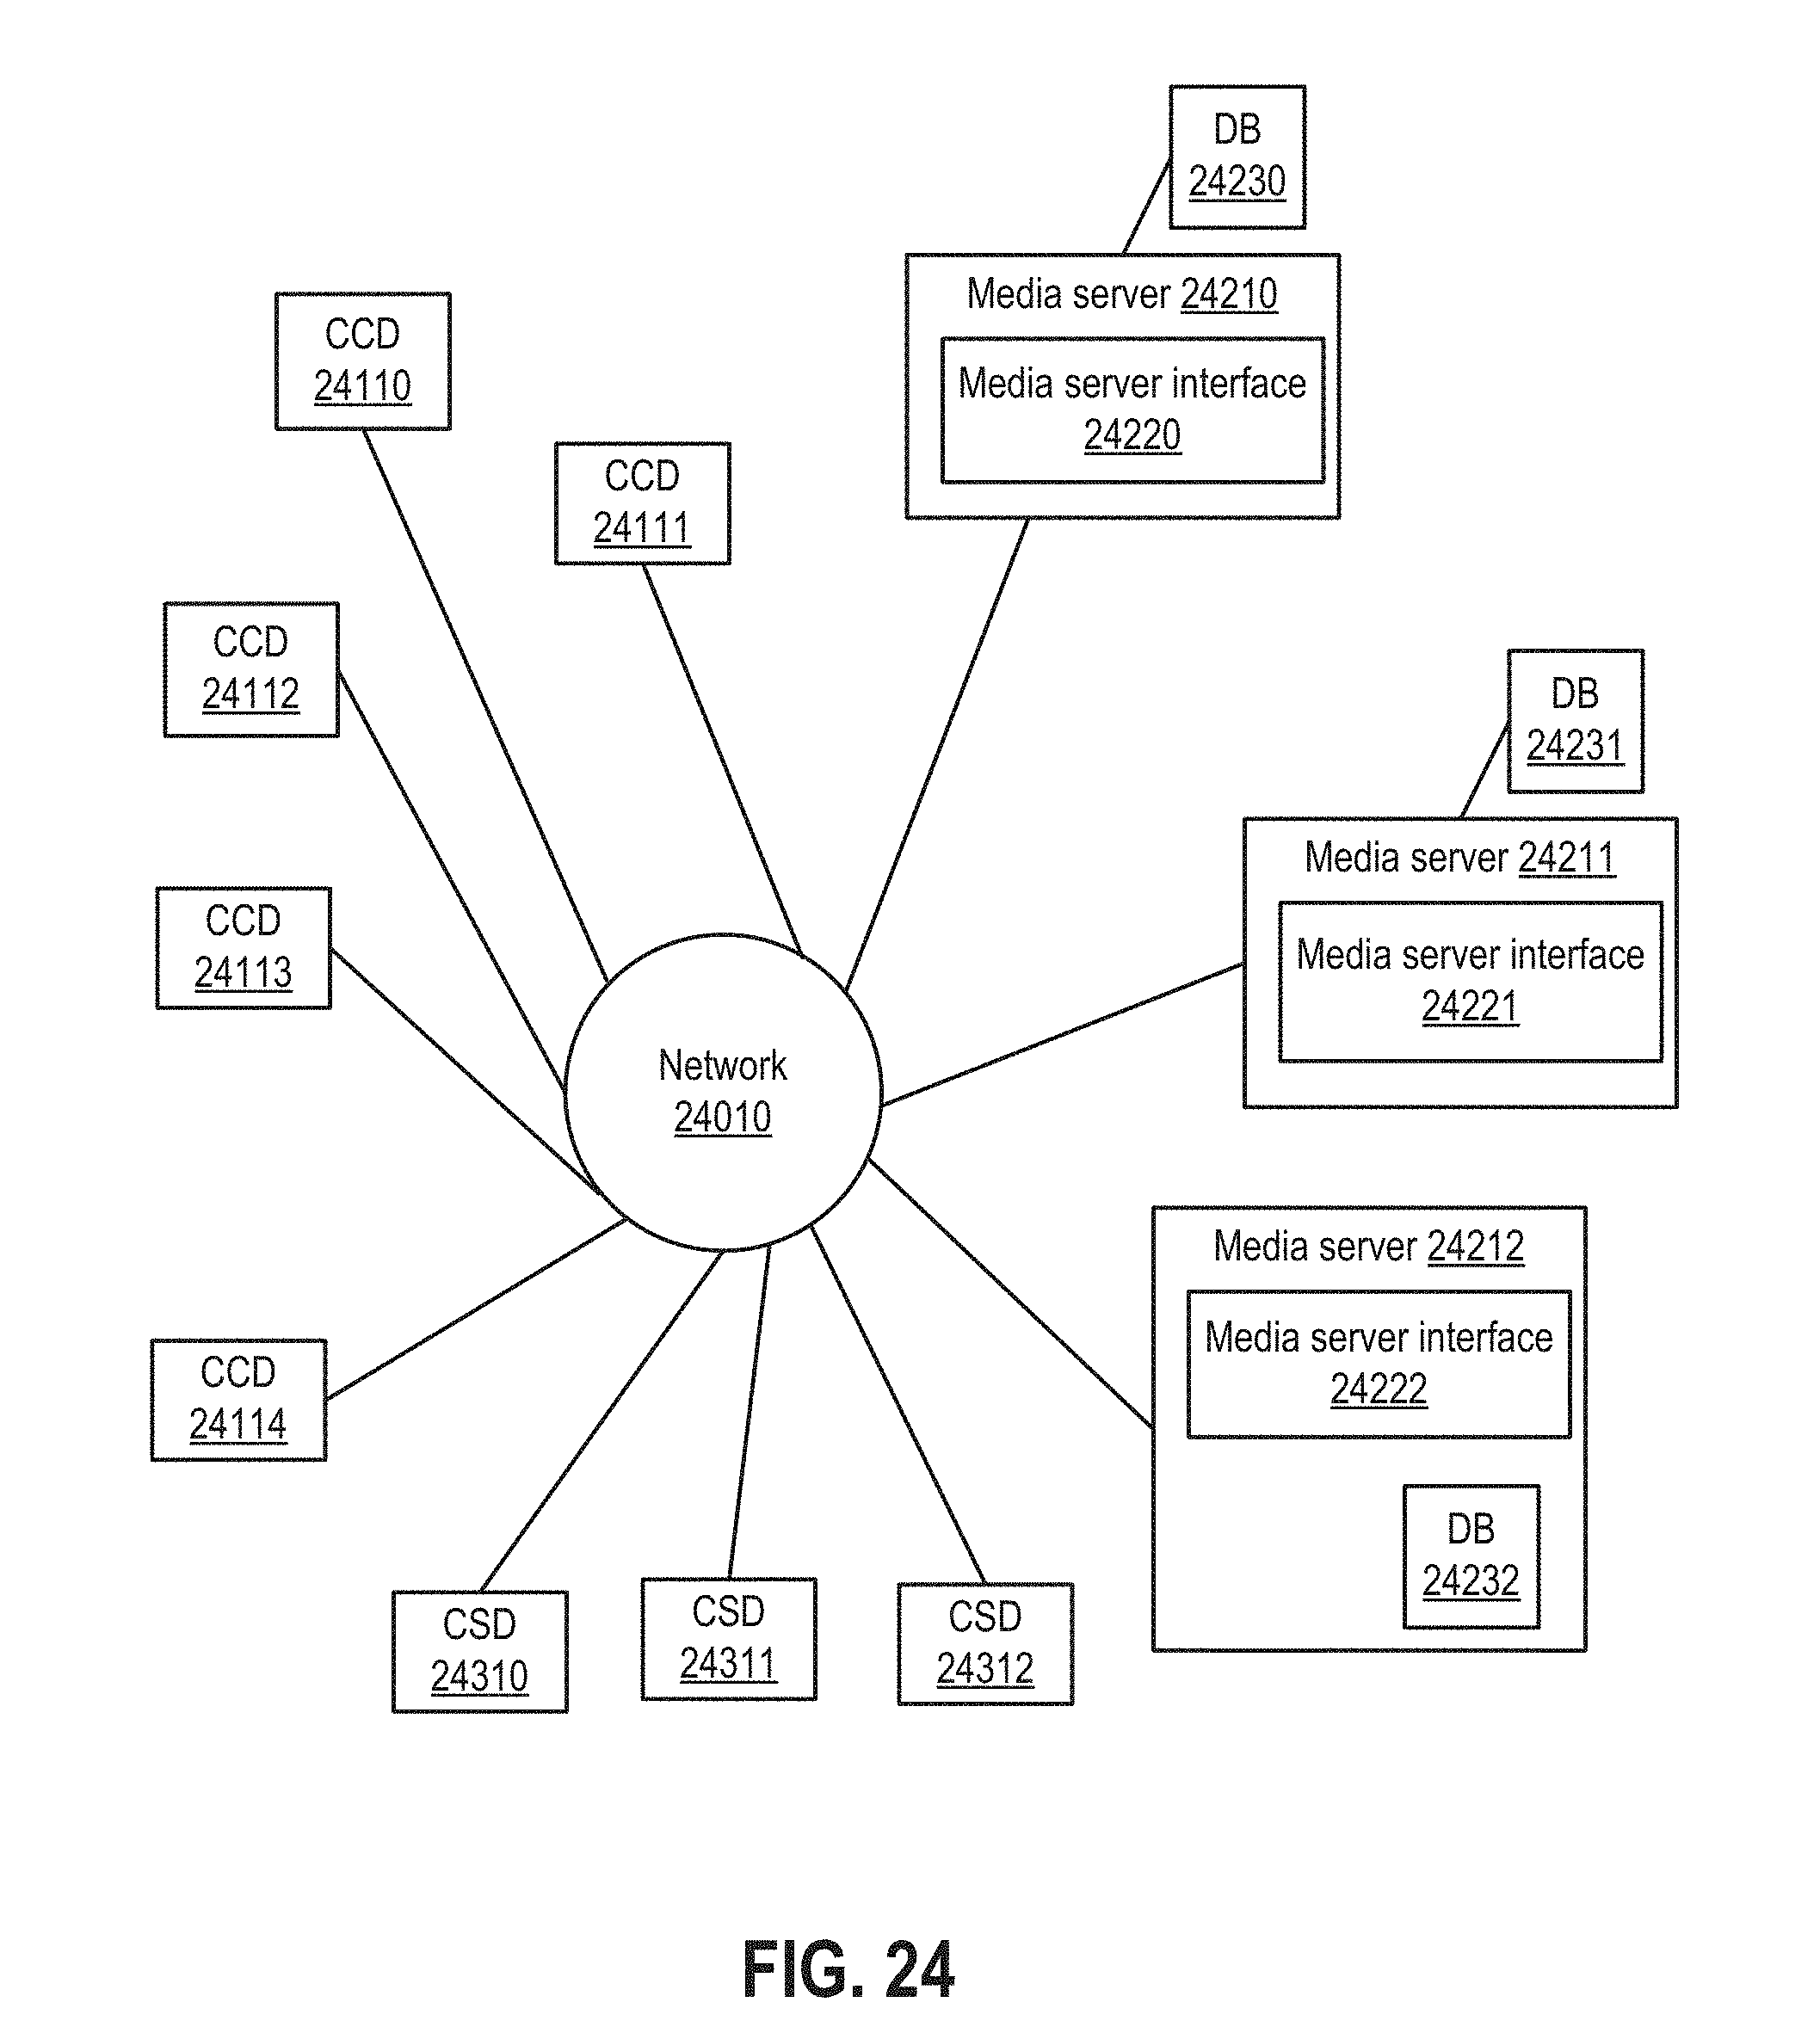 DB
24230
Media server 24210
Media server interface
24220
CCD
24110
CCD
24111
CCD
24112
DB
24231
Media server 24211
Media server interface
24221
CCD
24113
Network
24010
Media server 24212
Media server interface
24222
DB
24232
CCD
24114
CSD
24310
CSD
24311
CSD
24312
FIG. 24